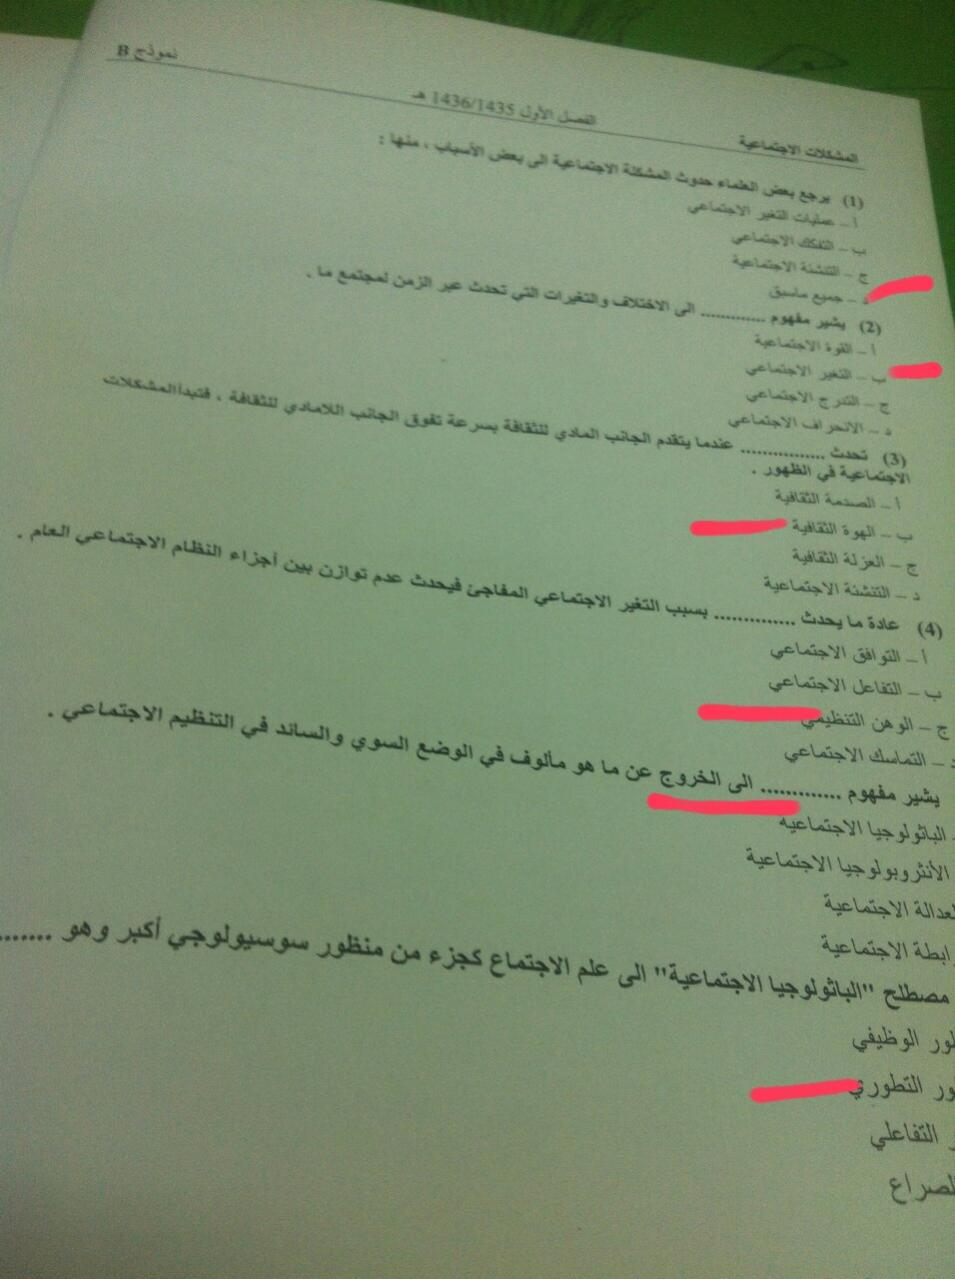 نموذج B
الفصل الأول 1436/1435 هـ
المشكلات الاجتماعية
(1) يرجع بعض العلماء حدوث المشكلة الاجتماعية الى بعض الأسباب ، منها :
أ – عمليات التغير الاجتماعي
ب – التفكك الاجتماعي
ج – التنشئة الاجتماعية
د – جميع ماسبق
(2) يشير مفهوم ............. الى الاختلاف والتغيرات التي تحدث عبر الزمن لمجتمع ما .
أ – القوة الاجتماعية
ب – التغير الاجتماعي
ج – التدرج الاجتماعي
د – الانحراف الاجتماعي
(3) تحدث ................ عندما يتقدم الجانب المادي للثقافة بسرعة تفوق الجانب اللامادي للثقافة ، فتبدأ المشكلات
الاجتماعية في الظهور .
أ – الصدمة الثقافية
ب – الهوة الثقافية
ج – العزلة الثقافية
د – التنشئة الاجتماعية
(4) عادة ما يحدث .............. بسبب التغير الاجتماعي المفاجئ فيحدث عدم توازن بين أجزاء النظام الاجتماعي العام .
أ – التوافق الاجتماعي
ب – التفاعل الاجتماعي
ج – الوهن التنظيمي
د – التماسك الاجتماعي
يشير مفهوم ............. الى الخروج عن ما هو مألوف في الوضع السوي والسائد في التنظيم الاجتماعي .
الباثولوجيا الاجتماعية
الأنثروبولوجيا الاجتماعية
لعدالة الاجتماعية
رابطة الاجتماعية
مصطلح "الباثولوجيا الاجتماعية" الى علم الاجتماع كجزء من منظور سوسيولوجي أكبر وهو .......
ور الوظيفي
ور التطوري
ر التفاعلي
لصراع